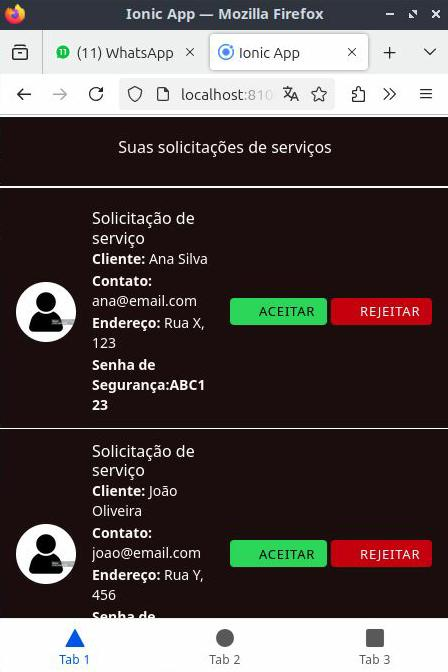 Ionic App — Mozilla Firefox
(11) WhatsApp
Ionic App
localhost:810
Suas solicitações de serviços
Solicitação de
serviço
Cliente: Ana Silva
Contato:
ana@email.com
Endereço: Rua X,
123
Senha de
Segurança:ABC1
23
ACEITAR
REJEITAR
Solicitação de
serviço
Cliente: João
Oliveira
Contato:
joao@email.com
Endereço: Rua Y,
456
Senha de
ACEITAR
REJEITAR
Tab 1
Tab 2
Tab 3